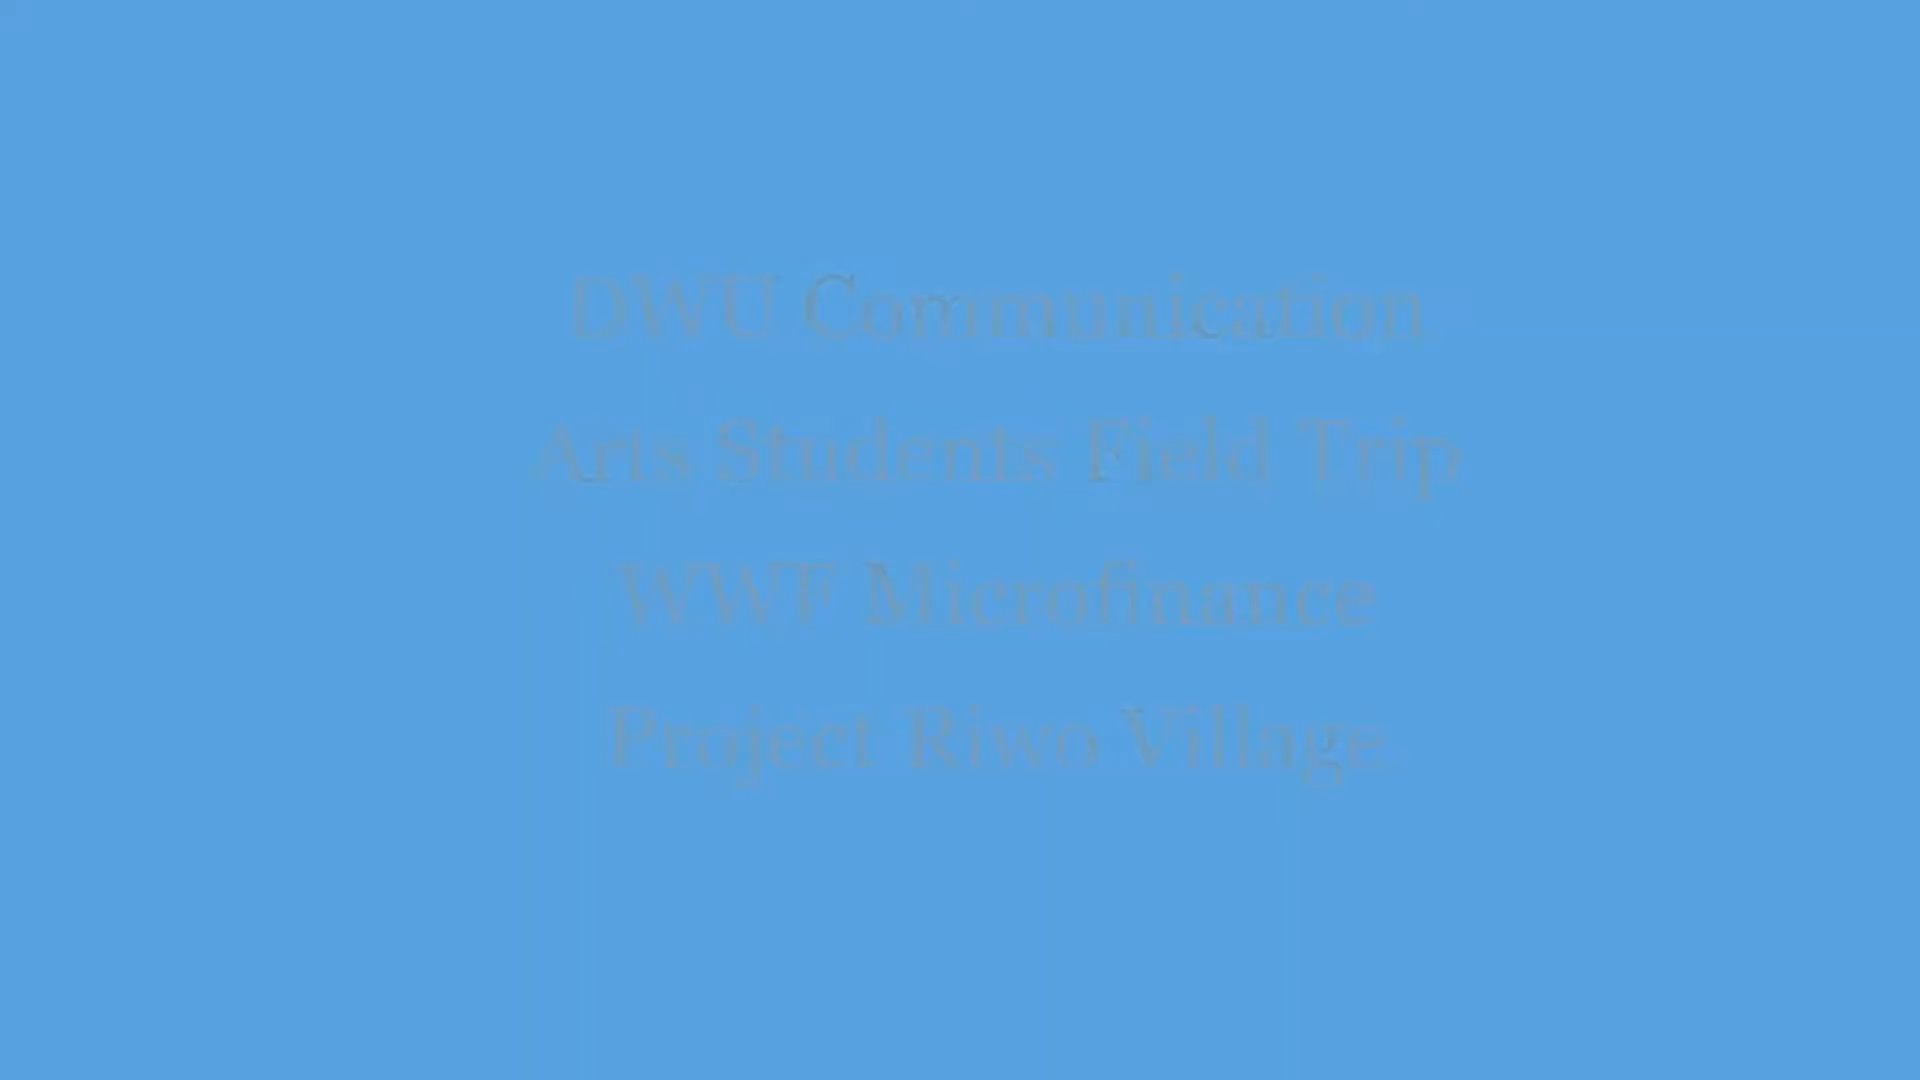 DWU Communication
Arts Students Field Trip
WWF Microfinance
Project Riwo Village